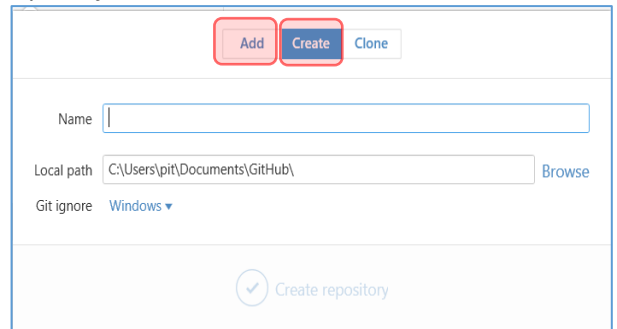 Add Create Clone
Name
Local path C:\Users\pit\Documents\GitHub\ Browse
Git ignore Windows
Create repository